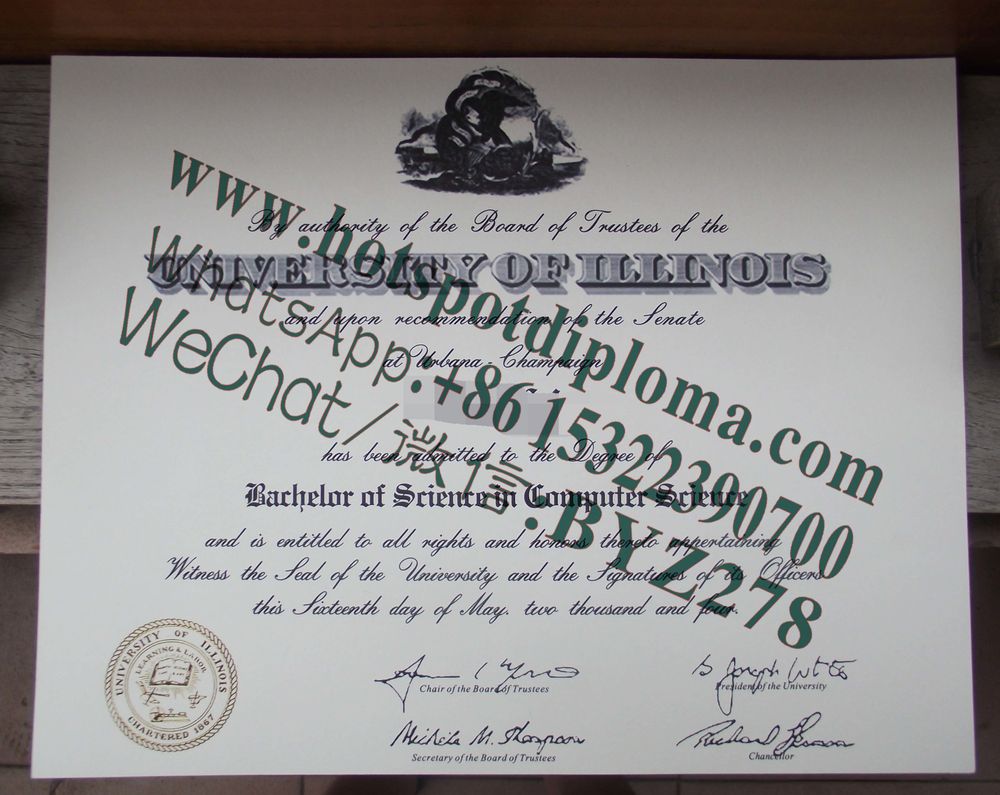 By authority of the Board of Trustees of the
UNIVERSITY OF ILLINOIS
and upon recommendation of the Senate
at Urbana - Champaign
has been admitted to the Degree of
Bachelor of Science in Computer Science
and is entitled to all rights and honors thereto appertaining
Witness the Seal of the University and the Signatures of its Officers
this Sixteenth day of May, two thousand and four.
www.hotspotdiploma.com
WhatsApp:+86 15322390700
WeChat/微信:BYZ278
UNIVERSITY OF ILLINOIS
LEARNING & LABOR
CHARTERED 1867
Chair of the Board of Trustees
President of the University
Michele M. Thompson
Secretary of the Board of Trustees
Chancellor